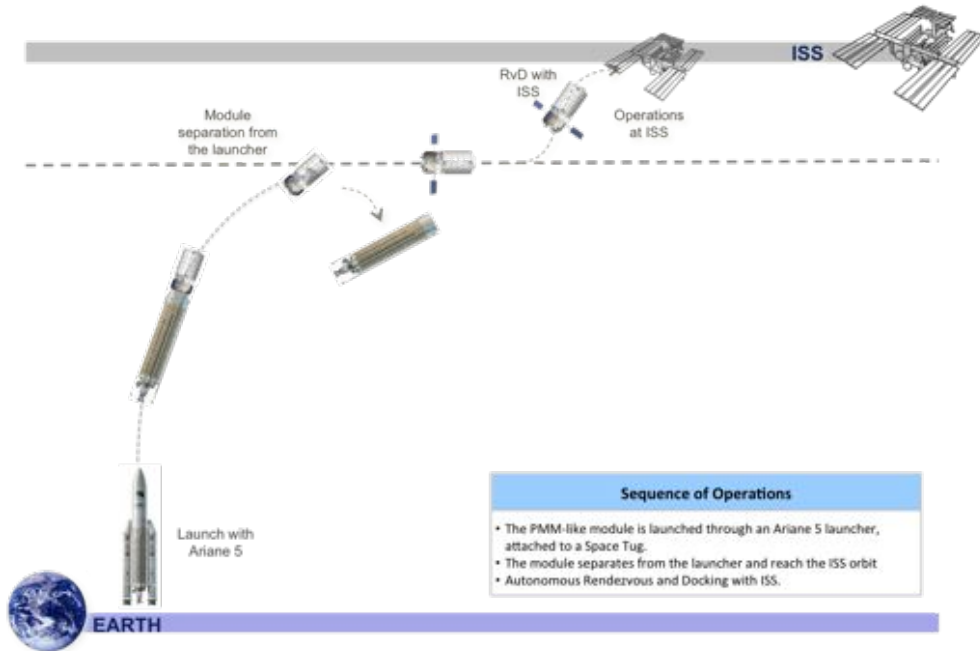 ISS
RvD with
ISS
Module
separation from
the launcher
Operations
at ISS
Launch with
Ariane 5
Sequence of Operations
• The PMM-like module is launched through an Ariane 5 launcher,
attached to a Space Tug.
• The module separates from the launcher and reach the ISS orbit
• Autonomous Rendezvous and Docking with ISS.
EARTH